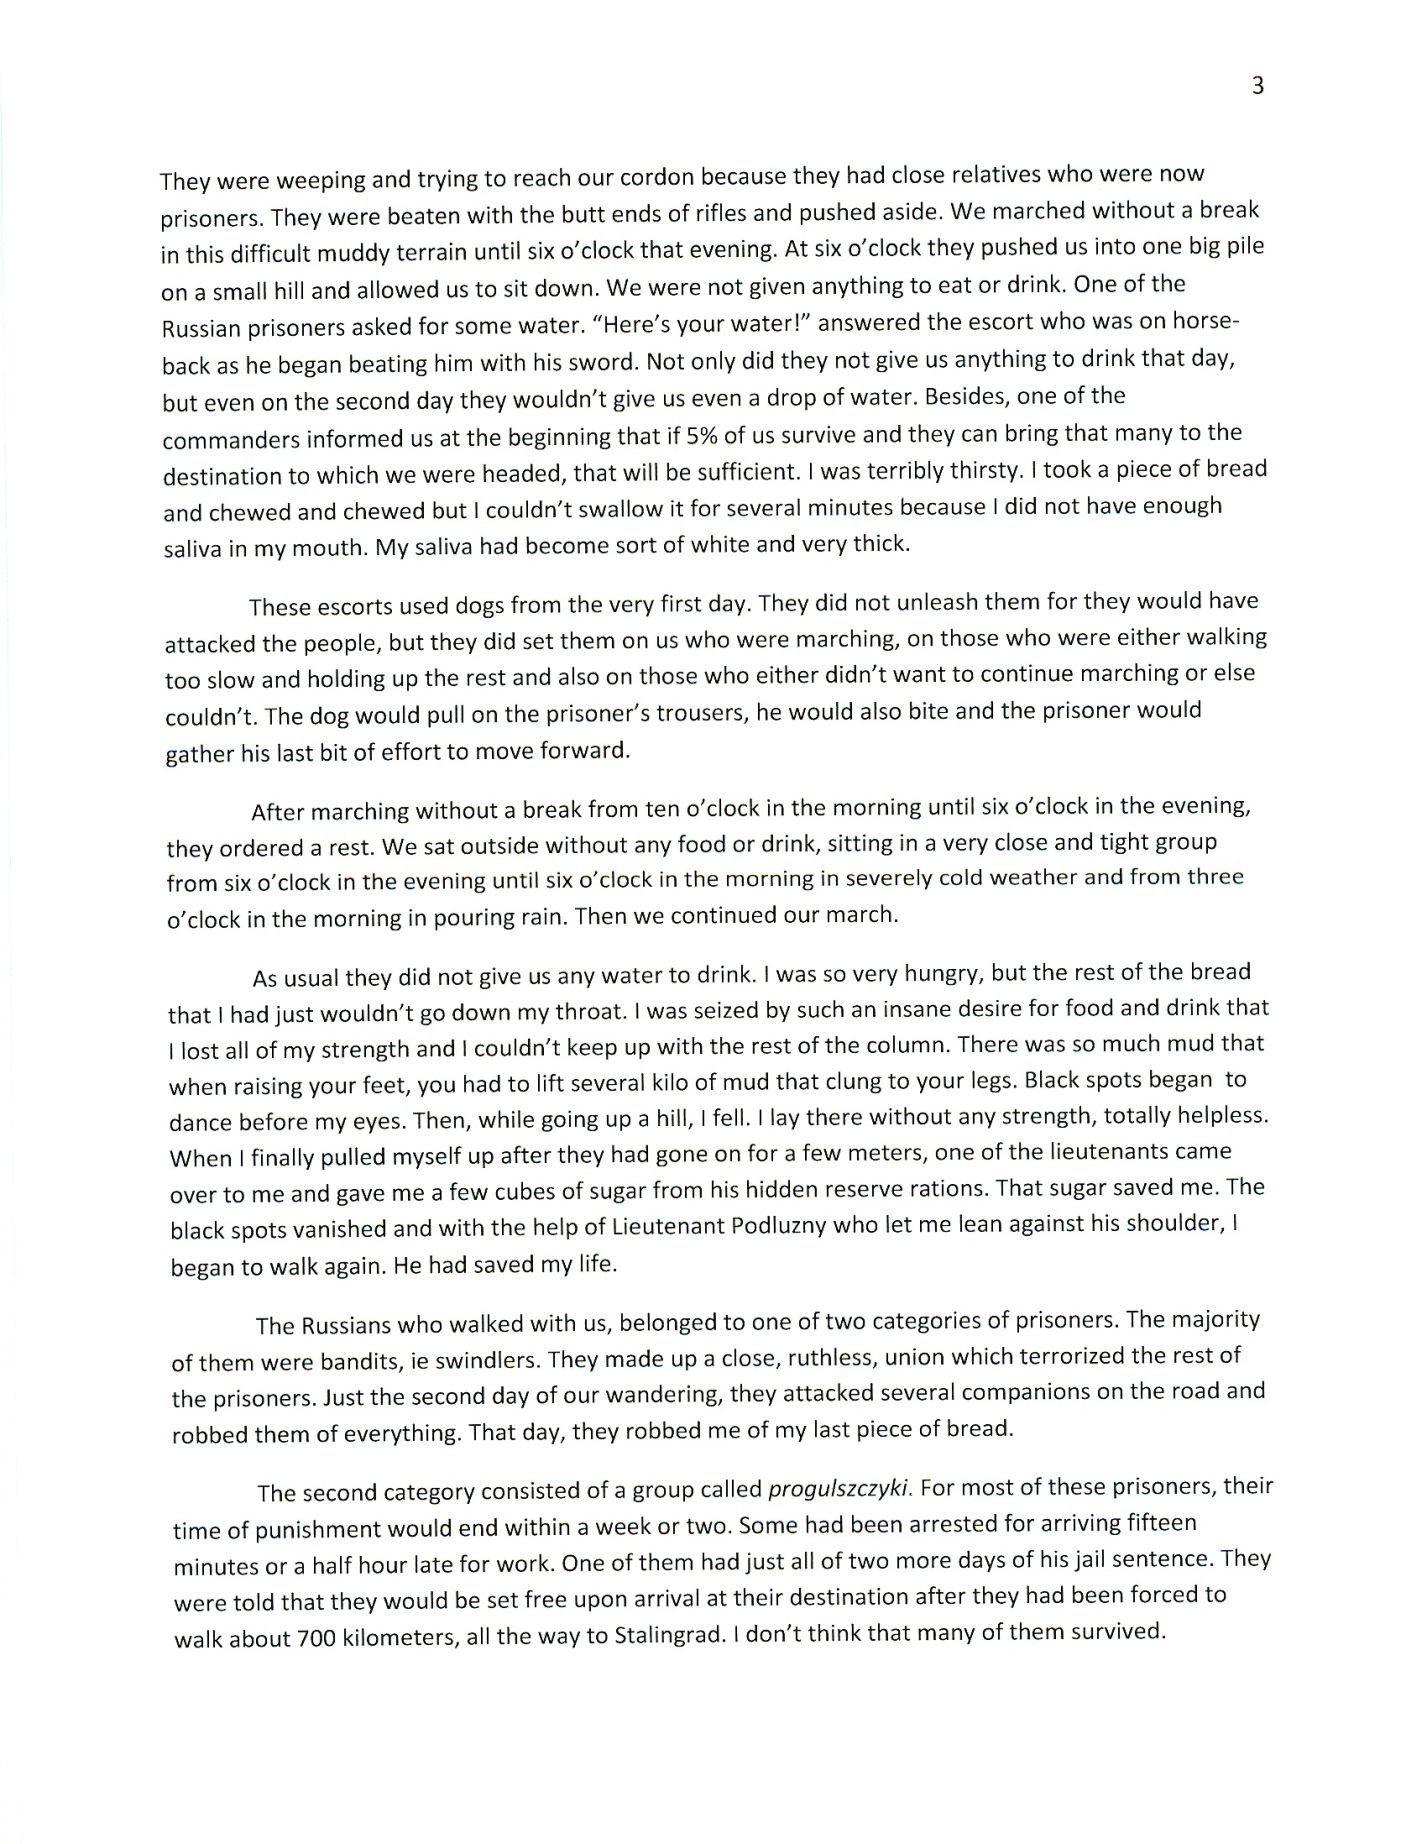 3
They were weeping and trying to reach our cordon because they had close relatives who were now
prisoners. They were beaten with the butt ends of rifles and pushed aside. We marched without a break
in this difficult muddy terrain until six o’clock that evening. At six o’clock they pushed us into one big pile
on a small hill and allowed us to sit down. We were not given anything to eat or drink. One of the
Russian prisoners asked for some water. “Here’s your water!” answered the escort who was on horse-
back as he began beating him with his sword. Not only did they not give us anything to drink that day,
but even on the second day they wouldn’t give us even a drop of water. Besides, one of the
commanders informed us at the beginning that if 5% of us survive and they can bring that many to the
destination to which we were headed, that will be sufficient. I was terribly thirsty. I took a piece of bread
and chewed and chewed but I couldn’t swallow it for several minutes because I did not have enough
saliva in my mouth. My saliva had become sort of white and very thick.
These escorts used dogs from the very first day. They did not unleash them for they would have
attacked the people, but they did set them on us who were marching, on those who were either walking
too slow and holding up the rest and also on those who either didn’t want to continue marching or else
couldn’t. The dog would pull on the prisoner’s trousers, he would also bite and the prisoner would
gather his last bit of effort to move forward.
After marching without a break from ten o’clock in the morning until six o’clock in the evening,
they ordered a rest. We sat outside without any food or drink, sitting in a very close and tight group
from six o’clock in the evening until six o’clock in the morning in severely cold weather and from three
o’clock in the morning in pouring rain. Then we continued our march.
As usual they did not give us any water to drink. I was so very hungry, but the rest of the bread
that I had just wouldn’t go down my throat. I was seized by such an insane desire for food and drink that
I lost all of my strength and I couldn’t keep up with the rest of the column. There was so much mud that
when raising your feet, you had to lift several kilo of mud that clung to your legs. Black spots began  to
dance before my eyes. Then, while going up a hill, I fell. I lay there without any strength, totally helpless.
When I finally pulled myself up after they had gone on for a few meters, one of the lieutenants came
over to me and gave me a few cubes of sugar from his hidden reserve rations. That sugar saved me. The
black spots vanished and with the help of Lieutenant Podluzny who let me lean against his shoulder, I
began to walk again. He had saved my life.
The Russians who walked with us, belonged to one of two categories of prisoners. The majority
of them were bandits, ie swindlers. They made up a close, ruthless, union which terrorized the rest of
the prisoners. Just the second day of our wandering, they attacked several companions on the road and
robbed them of everything. That day, they robbed me of my last piece of bread.
The second category consisted of a group called progulszczyki. For most of these prisoners, their
time of punishment would end within a week or two. Some had been arrested for arriving fifteen
minutes or a half hour late for work. One of them had just all of two more days of his jail sentence. They
were told that they would be set free upon arrival at their destination after they had been forced to
walk about 700 kilometers, all the way to Stalingrad. I don’t think that many of them survived.